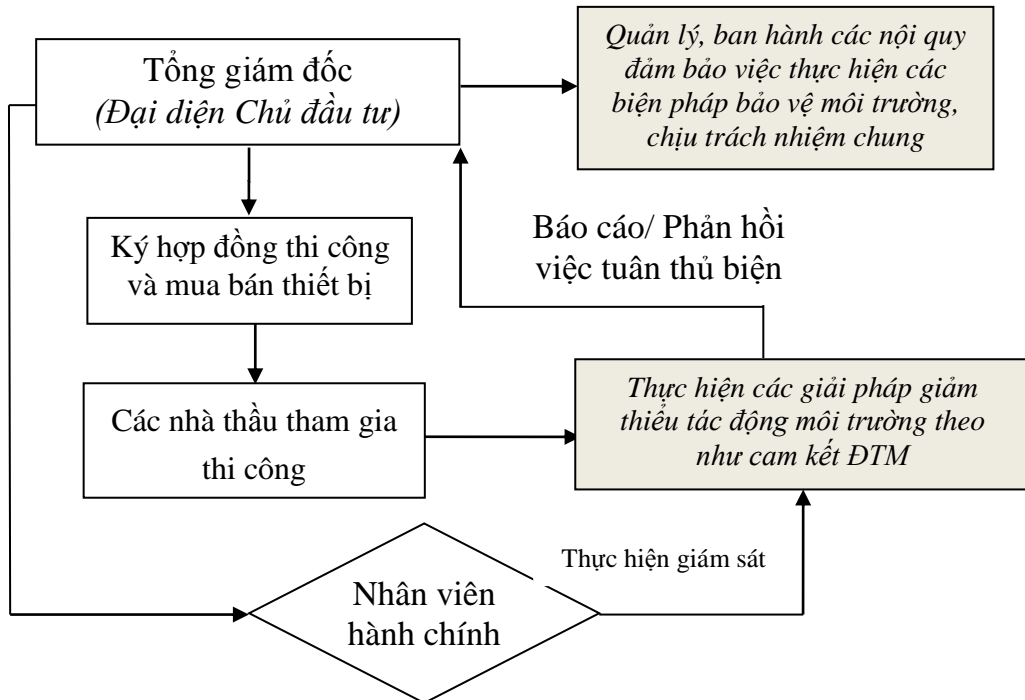 Tổng giám đốc
(Đại diện Chủ đầu tư)
Quản lý, ban hành các nội quy
đảm bảo việc thực hiện các
biện pháp bảo vệ môi trường,
chịu trách nhiệm chung
Ký hợp đồng thi công
và mua bán thiết bị
Báo cáo/ Phản hồi
việc tuân thủ biện
Các nhà thầu tham gia
thi công
Thực hiện các giải pháp giảm
thiểu tác động môi trường theo
như cam kết ĐTM
Thực hiện giám sát
Nhân viên
hành chính